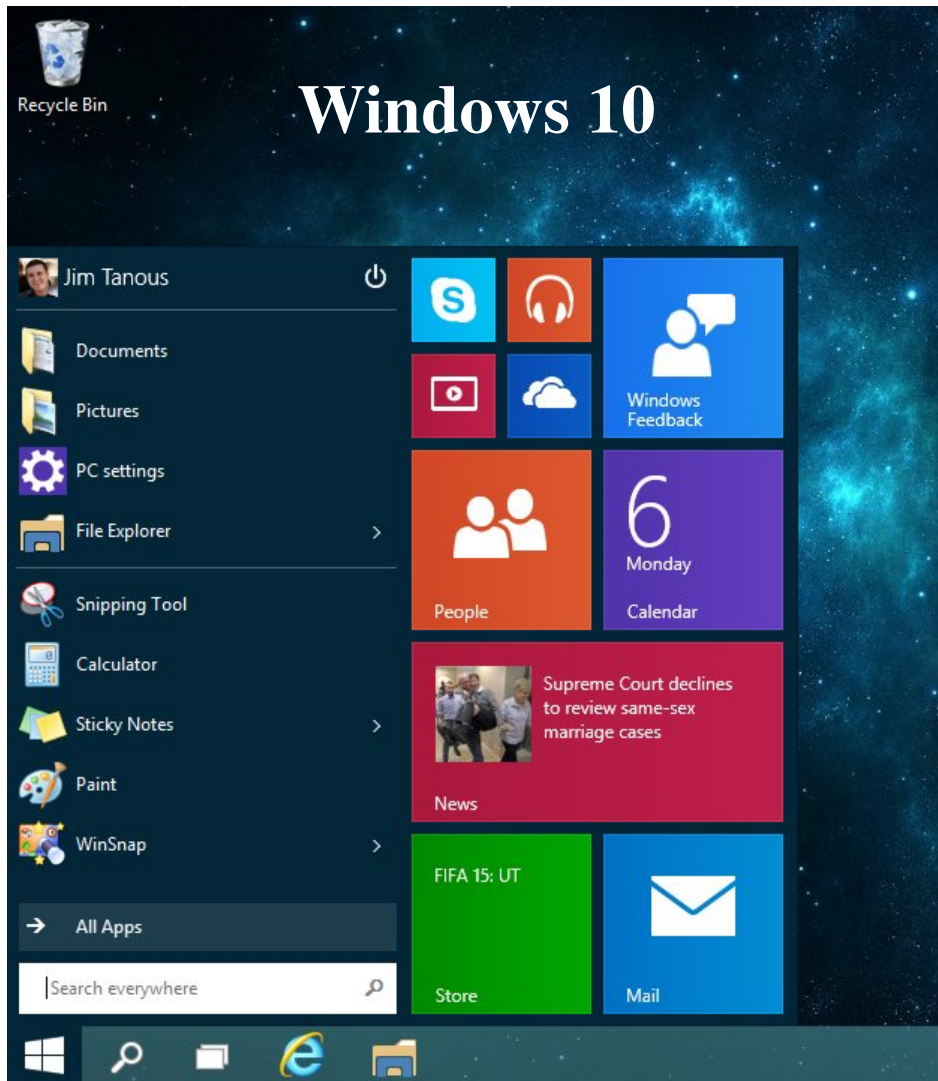 Recycle Bin
Windows 10
Jim Tanous
Documents
Pictures
PC settings
File Explorer
Snipping Tool
Calculator
Sticky Notes
Paint
WinSnap
All Apps
Search everywhere
S
Windows
Feedback
People
6
Monday
Calendar
Supreme Court declines
to review same-sex
marriage cases
News
FIFA 15: UT
Store
Mail